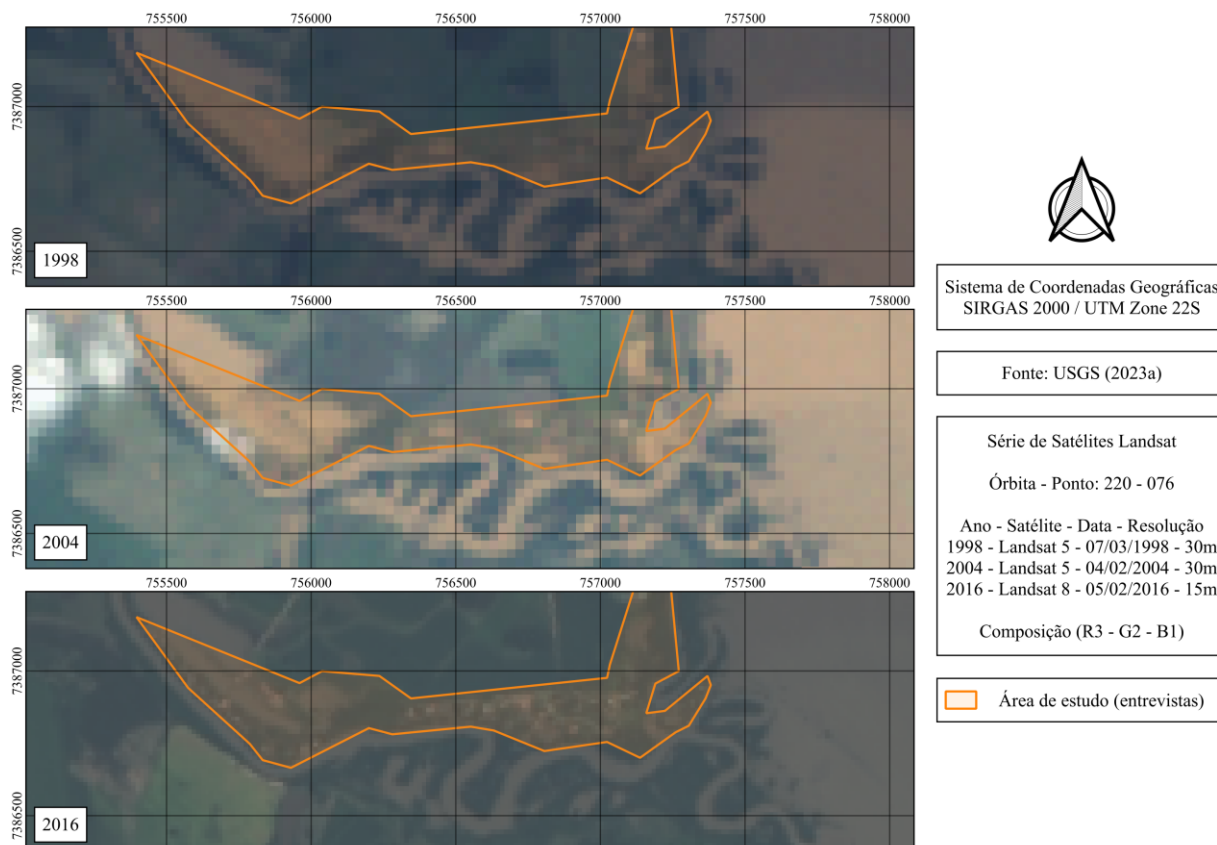 755500 756000 756500 757000 757500 758000
7387000
7386500
1998
755500 756000 756500 757000 757500 758000
7387000
7386500
2004
755500 756000 756500 757000 757500 758000
7387000
7386500
2016
Sistema de Coordenadas Geográficas
SIRGAS 2000 / UTM Zone 22S
Fonte: USGS (2023a)
Série de Satélites Landsat
Órbita - Ponto: 220 - 076
Ano - Satélite - Data - Resolução
1998 - Landsat 5 - 07/03/1998 - 30m
2004 - Landsat 5 - 04/02/2004 - 30m
2016 - Landsat 8 - 05/02/2016 - 15m
Composição (R3 - G2 - B1)
Área de estudo (entrevistas)